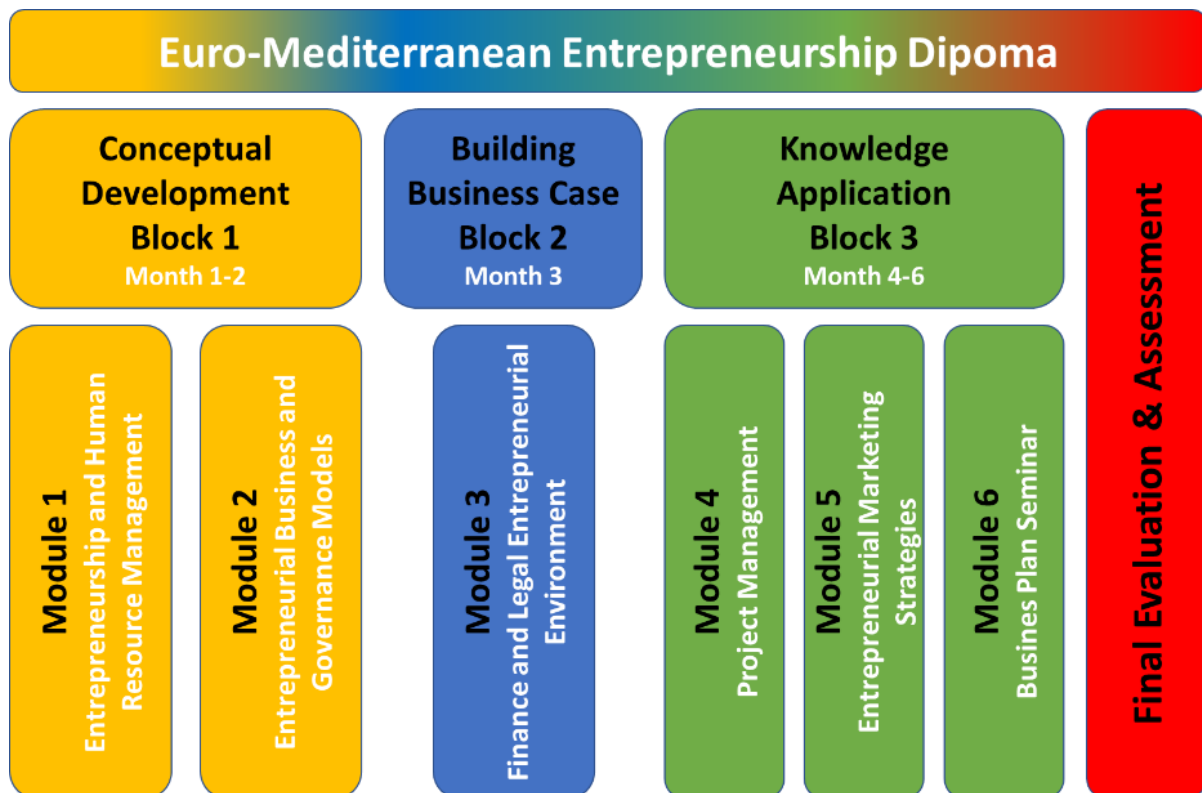 Euro-Mediterranean Entrepreneurship Dipoma
Conceptual
Development
Block 1
Month 1-2
Building
Business Case
Block 2
Month 3
Knowledge
Application
Block 3
Month 4-6
Module 1
Entrepreneurship and Human
Resource Management
Module 2
Entrepreneurial Business and
Governance Models
Module 3
Finance and Legal Entrepreneurial
Environment
Module 4
Project Management
Module 5
Entrepreneurial Marketing
Strategies
Module 6
Busines Plan Seminar
Final Evaluation & Assessment